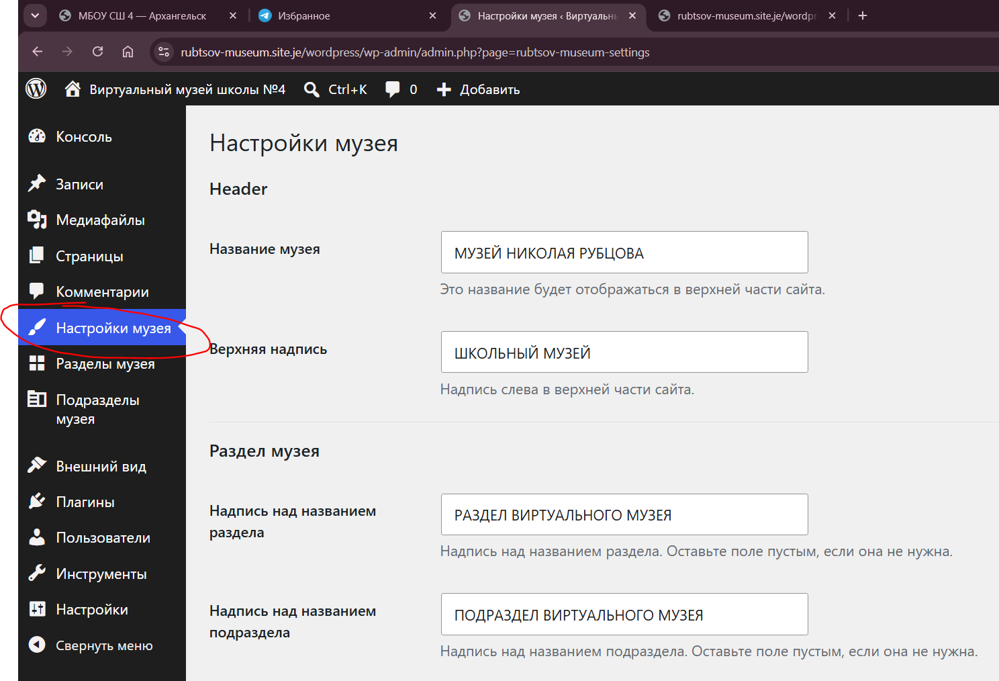 МБОУ СШ 4 — Архангельск
Избранное
Настройки музея ‹ Виртуальн
rubtsov-museum.site.je/wordpr
rubtsov-museum.site.je/wordpress/wp-admin/admin.php?page=rubtsov-museum-settings
Виртуальный музей школы №4
Ctrl+K
0
Добавить
Консоль
Записи
Медиафайлы
Страницы
Комментарии
Настройки музея
Разделы музея
Подразделы
музея
Внешний вид
Плагины
Пользователи
Инструменты
Настройки
Свернуть меню
Настройки музея
Header
Название музея
МУЗЕЙ НИКОЛАЯ РУБЦОВА
Это название будет отображаться в верхней части сайта.
Верхняя надпись
ШКОЛЬНЫЙ МУЗЕЙ
Надпись слева в верхней части сайта.
Раздел музея
Надпись над названием
раздела
РАЗДЕЛ ВИРТУАЛЬНОГО МУЗЕЯ
Надпись над названием раздела. Оставьте поле пустым, если она не нужна.
Надпись над названием
подраздела
ПОДРАЗДЕЛ ВИРТУАЛЬНОГО МУЗЕЯ
Надпись над названием подраздела. Оставьте поле пустым, если она не нужна.